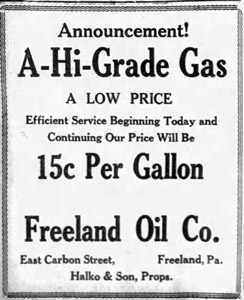 Announcement!
A-Hi-Grade Gas
A LOW PRICE
Efficient Service Beginning Today and
Continuing Our Price Will Be
15c Per Gallon
Freeland Oil Co.
East Carbon Street, Freeland, Pa.
Halko & Son, Props.